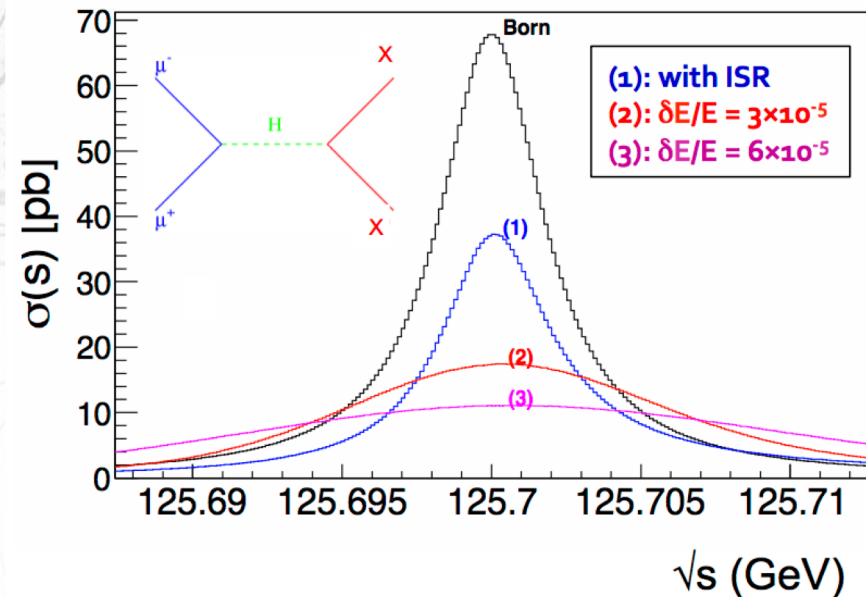 70
60
50
40
30
20
10
0
σ(s) [pb]
Born
μ⁻
X
H
μ⁺
X
(1): with ISR
(2): δE/E = 3×10⁻⁵
(3): δE/E = 6×10⁻⁵
(1)
(2)
(3)
125.69 125.695 125.7 125.705 125.71
√s (GeV)